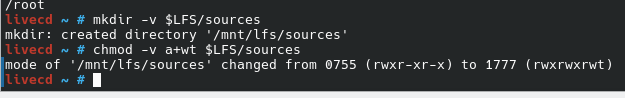 /root
livecd ~ # mkdir -v $LFS/sources
mkdir: created directory '/mnt/lfs/sources'
livecd ~ # chmod -v a+wt $LFS/sources
mode of '/mnt/lfs/sources' changed from 0755 (rwxr-xr-x) to 1777 (rwxrwxrwt)
livecd ~ #